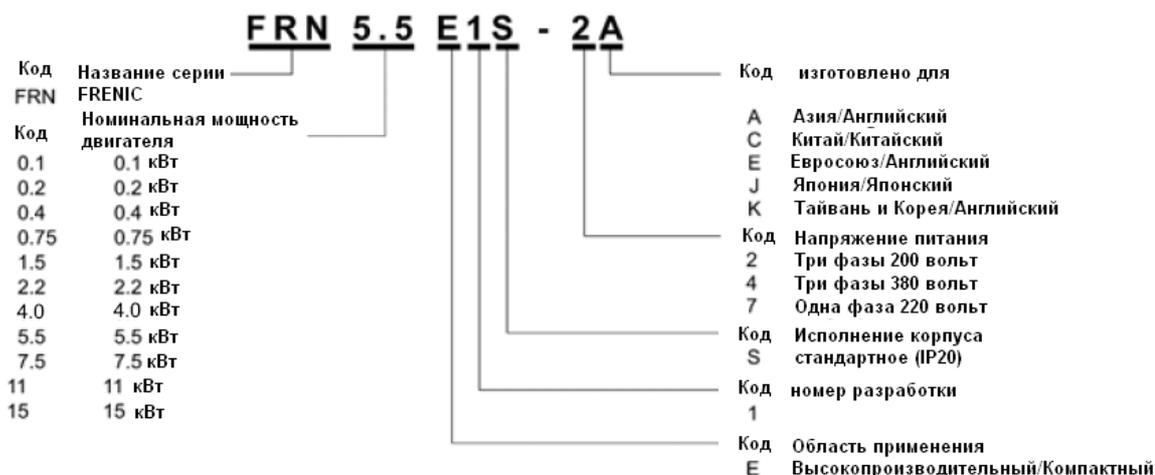 FRN 5.5 E1S - 2A
Код Название серии
FRN FRENIC
Код Номинальная мощность
двигателя
0.1 0.1 кВт
0.2 0.2 кВт
0.4 0.4 кВт
0.75 0.75 кВт
1.5 1.5 кВт
2.2 2.2 кВт
4.0 4.0 кВт
5.5 5.5 кВт
7.5 7.5 кВт
11 11 кВт
15 15 кВт
Код изготовлено для
A Азия/Английский
C Китай/Китайский
E Евросоюз/Английский
J Япония/Японский
K Тайвань и Корея/Английский
Код Напряжение питания
2 Три фазы 200 вольт
4 Три фазы 380 вольт
7 Одна фаза 220 вольт
Код Исполнение корпуса
S стандартное (IP20)
Код номер разработки
1
Код Область применения
E Высокопроизводительный/Компактный